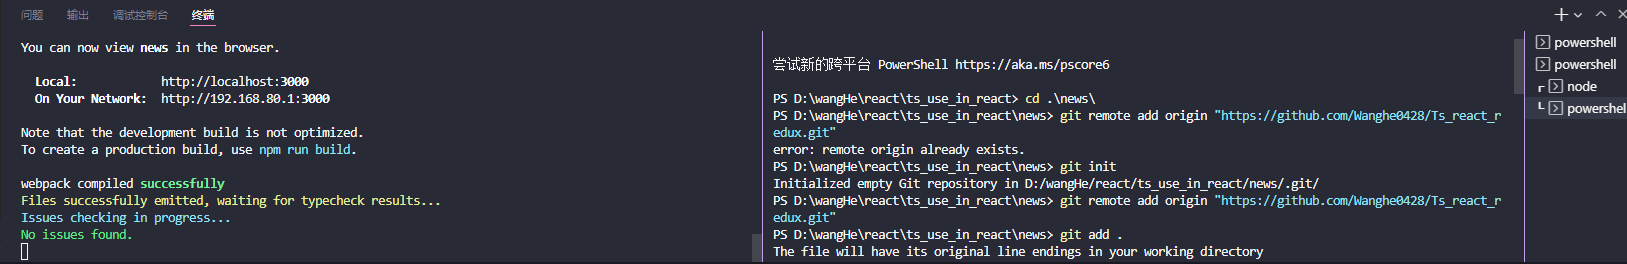 问题 输出 调试控制台 终端
You can now view news in the browser.
Local: http://localhost:3000
On Your Network: http://192.168.80.1:3000
Note that the development build is not optimized.
To create a production build, use npm run build.
webpack compiled successfully
Files successfully emitted, waiting for typecheck results...
Issues checking in progress...
No issues found.
尝试新的跨平台 PowerShell https://aka.ms/pscore6
PS D:\wangHe\react\ts_use_in_react> cd .\news\
PS D:\wangHe\react\ts_use_in_react\news> git remote add origin "https://github.com/Wanghe0428/Ts_react_r
edux.git"
error: remote origin already exists.
PS D:\wangHe\react\ts_use_in_react\news> git init
Initialized empty Git repository in D:/wangHe/react/ts_use_in_react/news/.git/
PS D:\wangHe\react\ts_use_in_react\news> git remote add origin "https://github.com/Wanghe0428/Ts_react_r
edux.git"
PS D:\wangHe\react\ts_use_in_react\news> git add .
The file will have its original line endings in your working directory
powershell
powershell
node
powershel